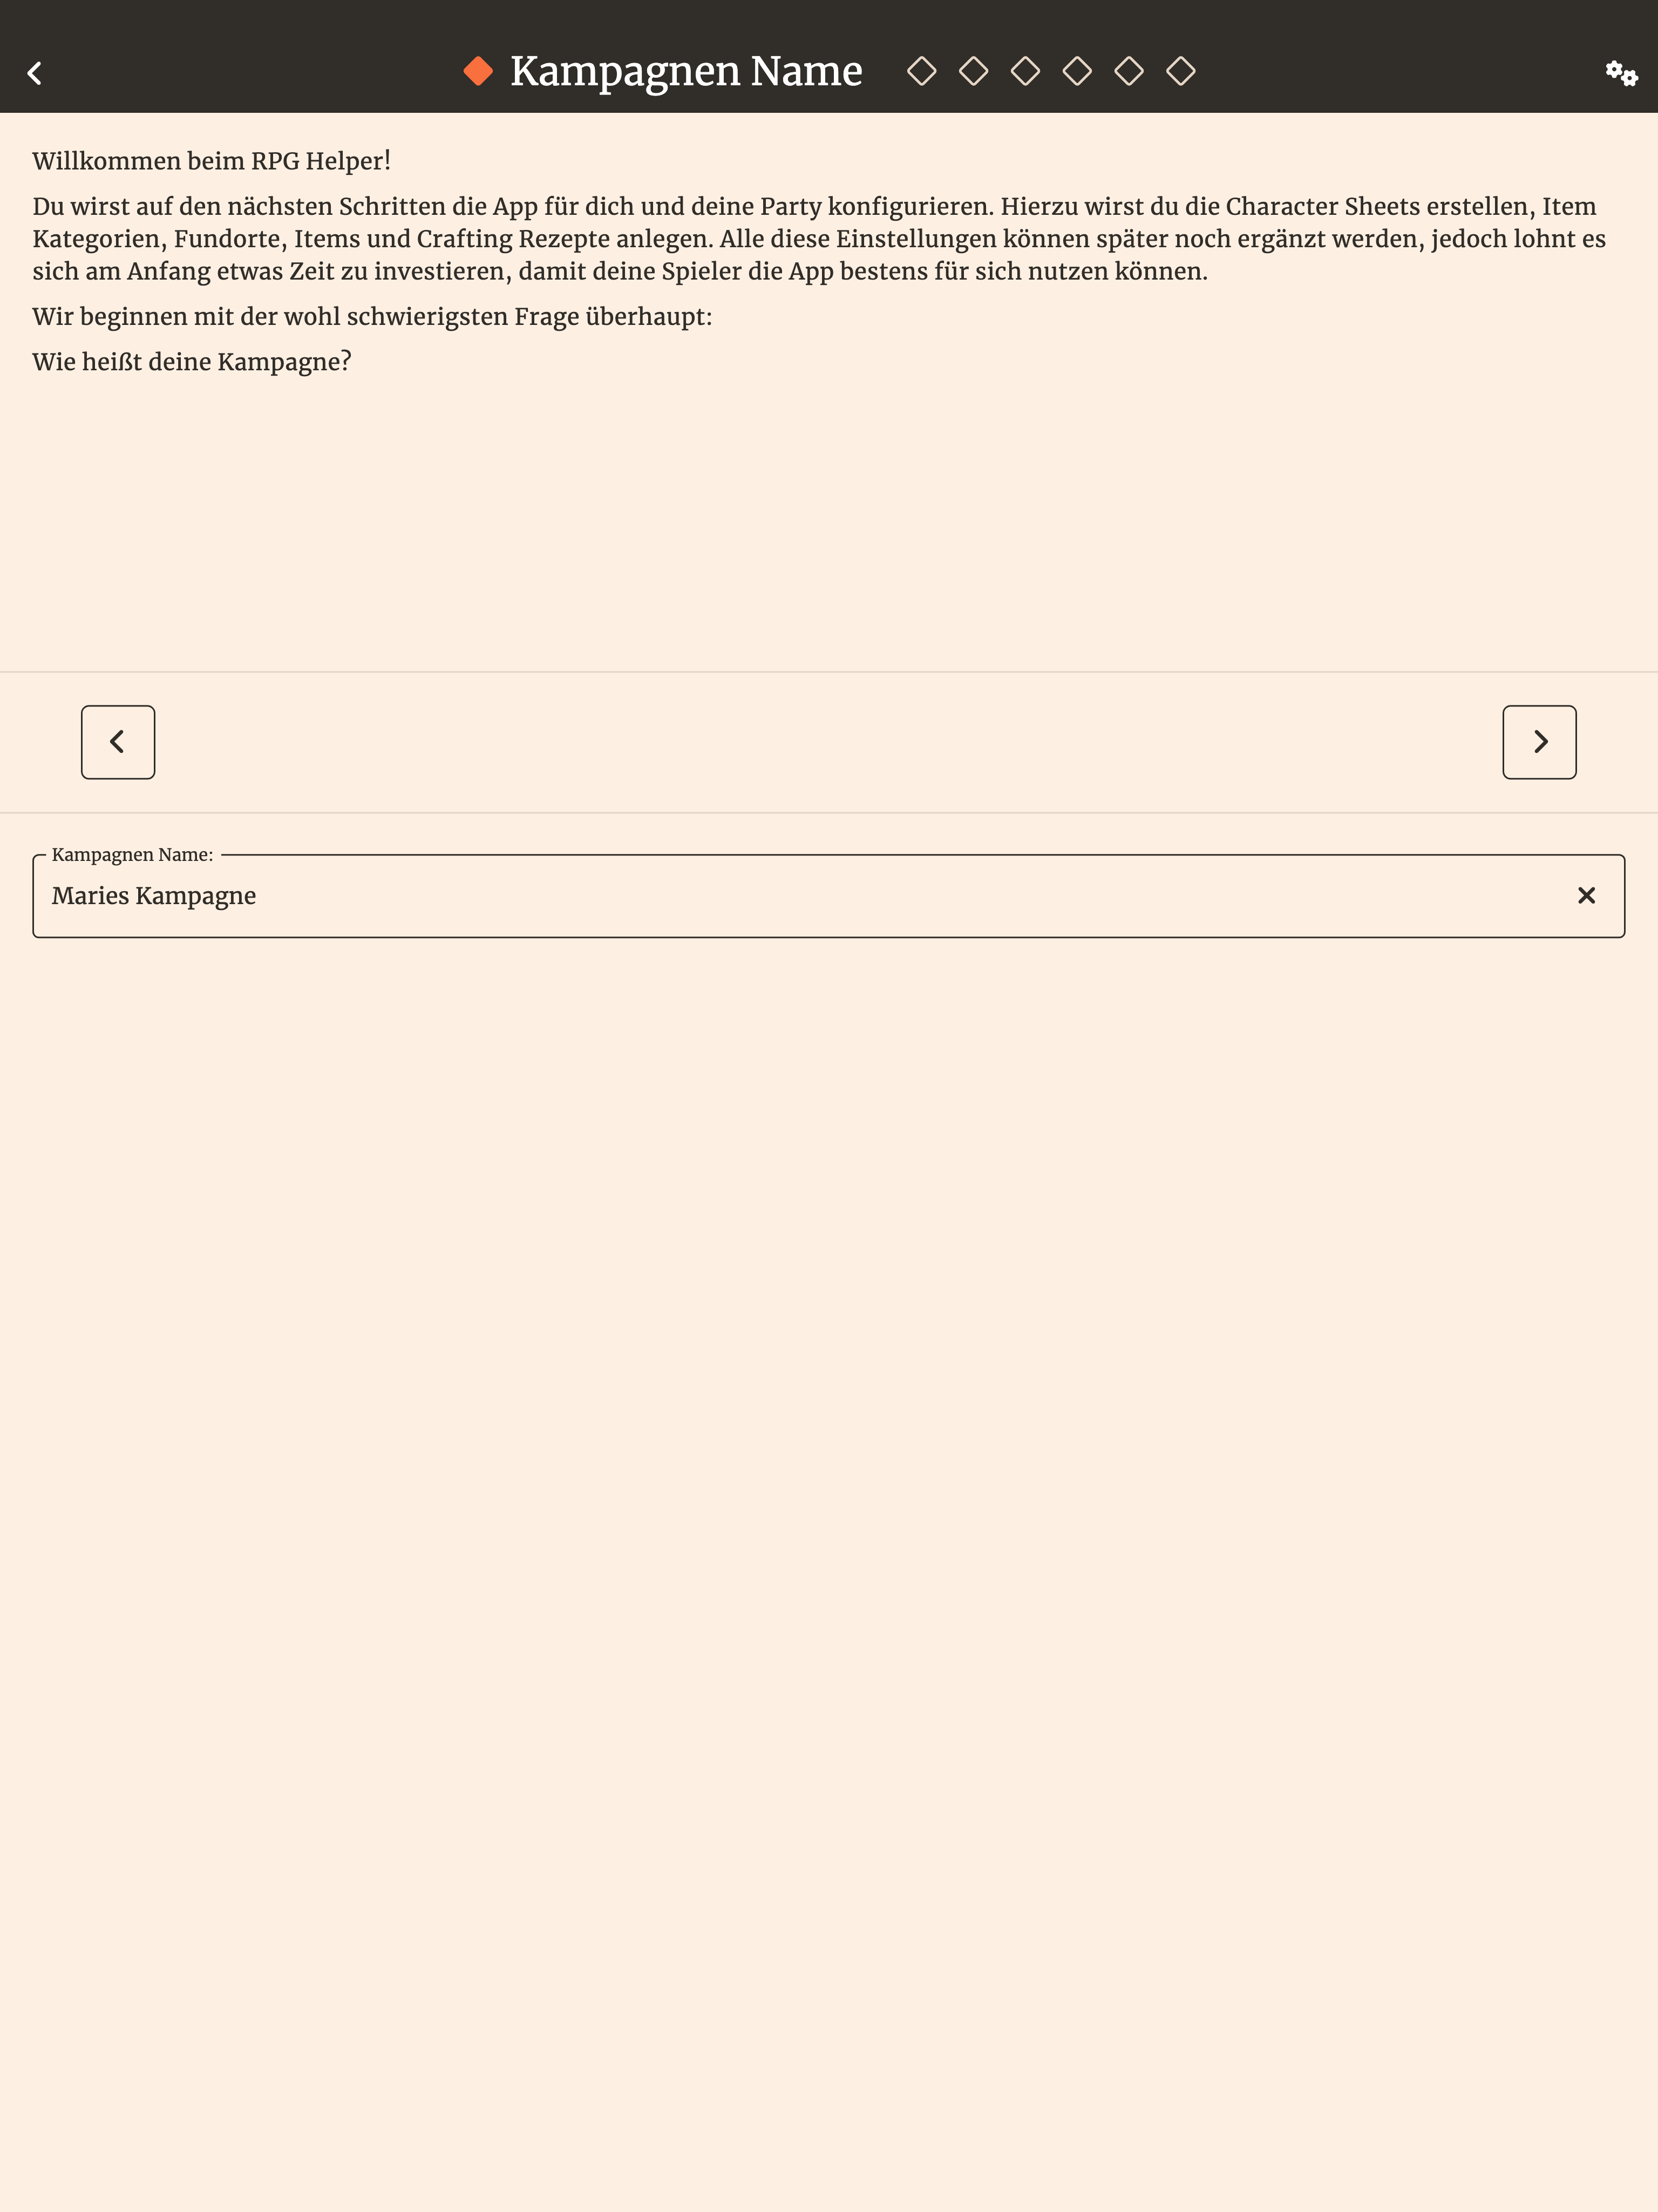 Kampagnen Name
Willkommen beim RPG Helper!
Du wirst auf den nächsten Schritten die App für dich und deine Party konfigurieren. Hierzu wirst du die Character Sheets erstellen, Item
Kategorien, Fundorte, Items und Crafting Rezepte anlegen. Alle diese Einstellungen können später noch ergänzt werden, jedoch lohnt es
sich am Anfang etwas Zeit zu investieren, damit deine Spieler die App bestens für sich nutzen können.
Wir beginnen mit der wohl schwierigsten Frage überhaupt:
Wie heißt deine Kampagne?
Kampagnen Name:
Maries Kampagne